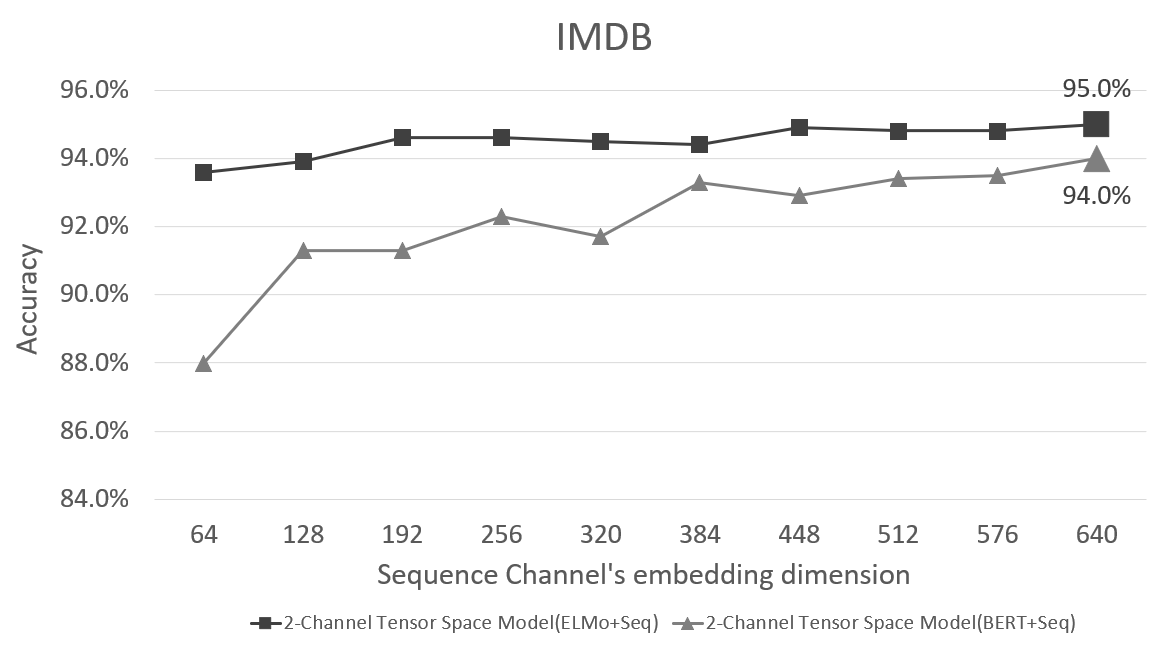 IMDB
96.0%
94.0%
92.0%
90.0%
88.0%
86.0%
84.0%
Accuracy
95.0%
94.0%
64 128 192 256 320 384 448 512 576 640
Sequence Channel's embedding dimension
2-Channel Tensor Space Model(ELMo+Seq) 2-Channel Tensor Space Model(BERT+Seq)